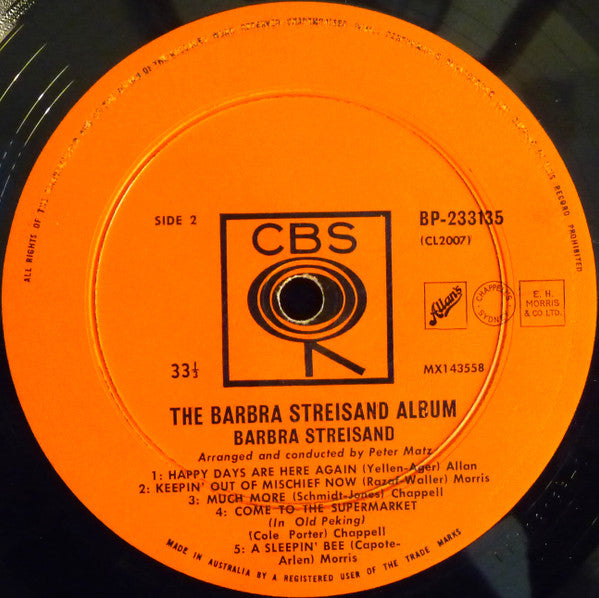 ALL RIGHTS OF THE
RECORD PROHIBITED
SIDE 2
BP-233135
(CL2007)
CBS
Allan's
CHAPPELLS
SYDNEY
E. H.
MORRIS
& CO LTD.
33⅓
MX143558
THE BARBRA STREISAND ALBUM
BARBRA STREISAND
Arranged and conducted by Peter Matz
1: HAPPY DAYS ARE HERE AGAIN (Yellen-Ager) Allan
2: KEEPIN' OUT OF MISCHIEF NOW (Razaf-Waller) Morris
3: MUCH MORE (Schmidt-Jones) Chappell
4: COME TO THE SUPERMARKET
(In Old Peking)
(Cole Porter) Chappell
5: A SLEEPIN' BEE (Capote-
Arlen) Morris
MADE IN AUSTRALIA BY A REGISTERED USER OF THE TRADE MARKS